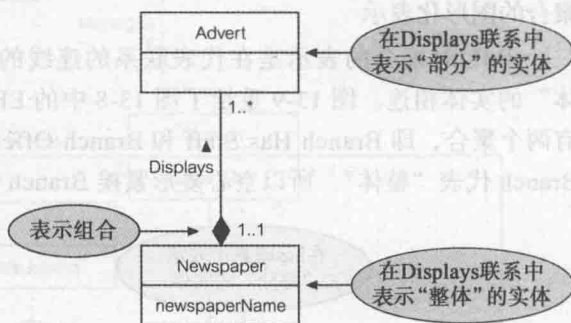 Advert
在Displays联系中
表示“部分”的实体
1..*
Displays
表示组合
1..1
Newspaper
newspaperName
在Displays联系中
表示“整体”的实体